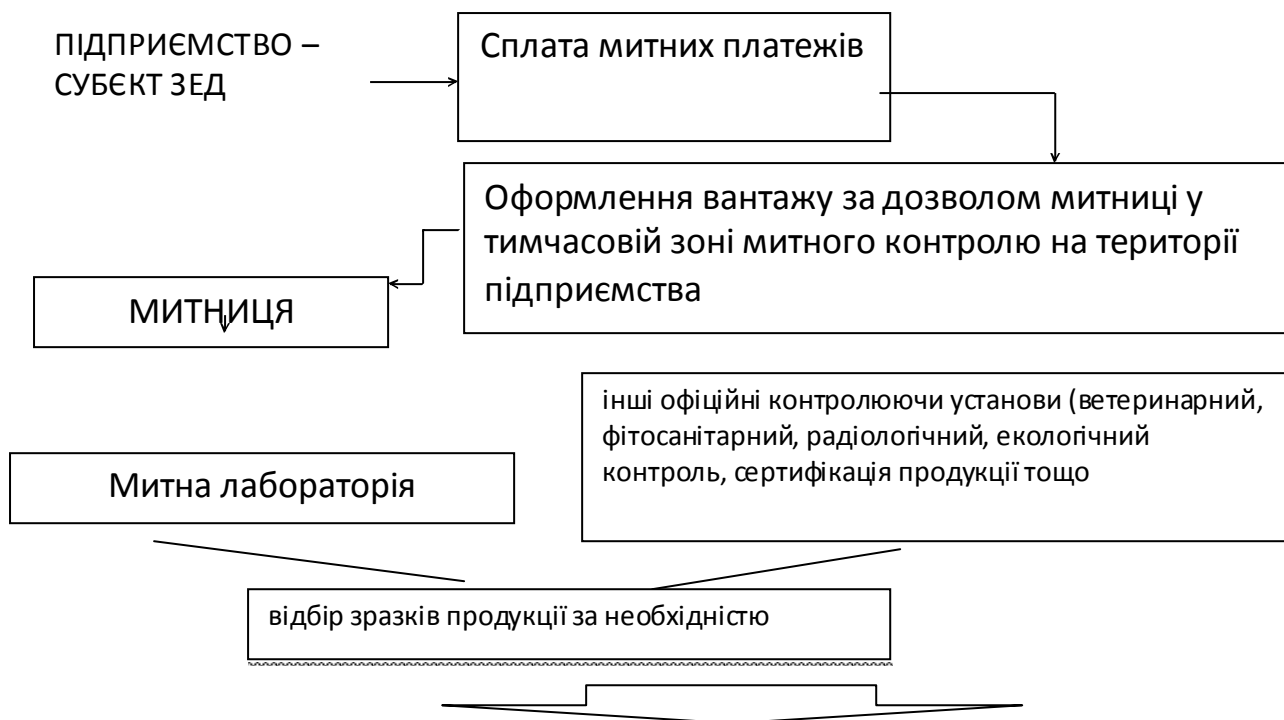 ПІДПРИЄМСТВО –
СУБЄКТ ЗЕД
Сплата митних платежів
Оформлення вантажу за дозволом митниці у
тимчасовій зоні митного контролю на території
підприємства
МИТНИЦЯ
інші офіційні контролюючи установи (ветеринарний,
фітосанітарний, радіологічний, екологічний
контроль, сертифікація продукції тощо
Митна лабораторія
відбір зразків продукції за необхідністю